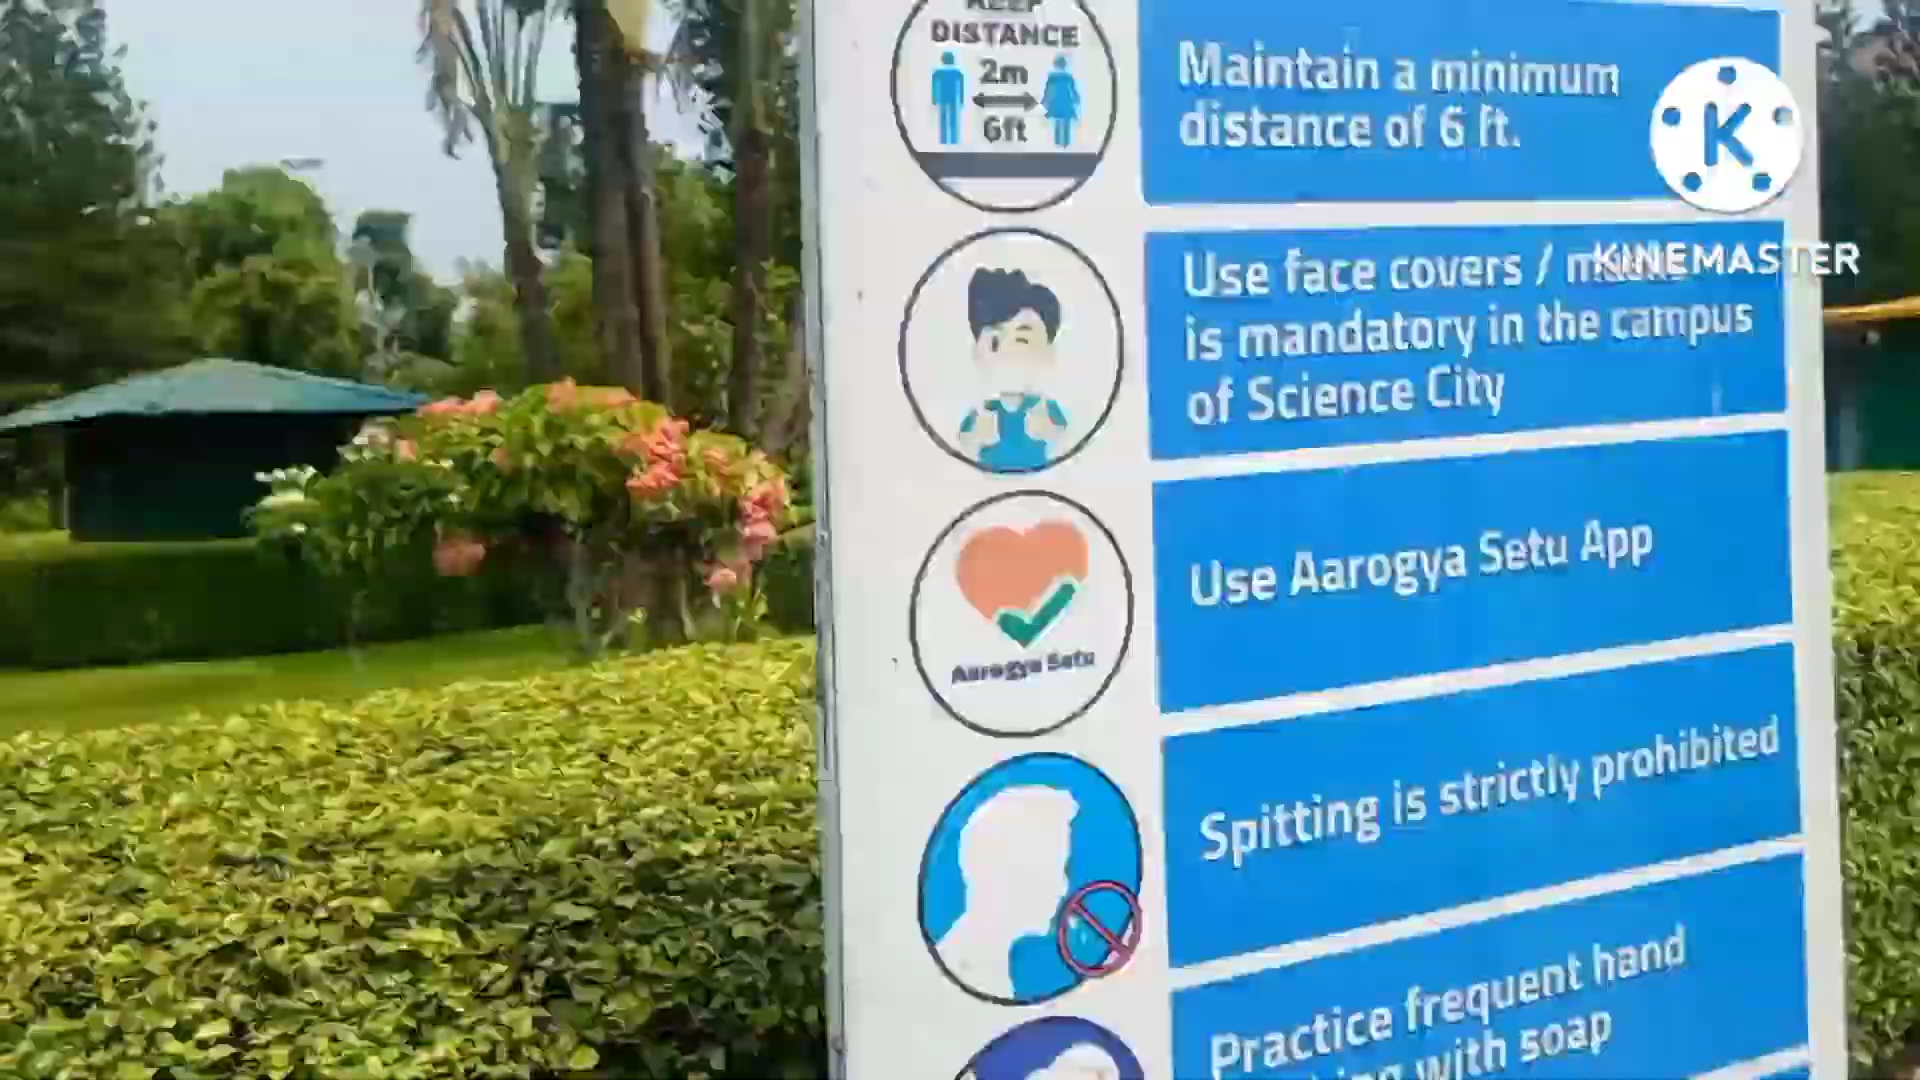 KEEP
DISTANCE
2m
6ft
Maintain a minimum
distance of 6 ft.
K
KINEMASTER
Use face covers /
is mandatory in the campus
of Science City
Aarogya Setu
Use Aarogya Setu App
Spitting is strictly prohibited
Practice frequent hand
with soap